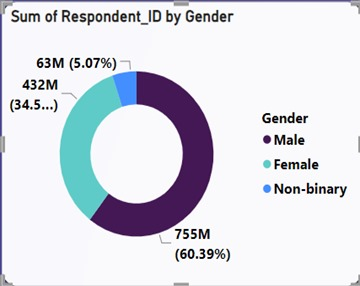 Sum of Respondent_ID by Gender
63M (5.07%)
432M
(34.5...)
Gender
Male
Female
Non-binary
755M
(60.39%)